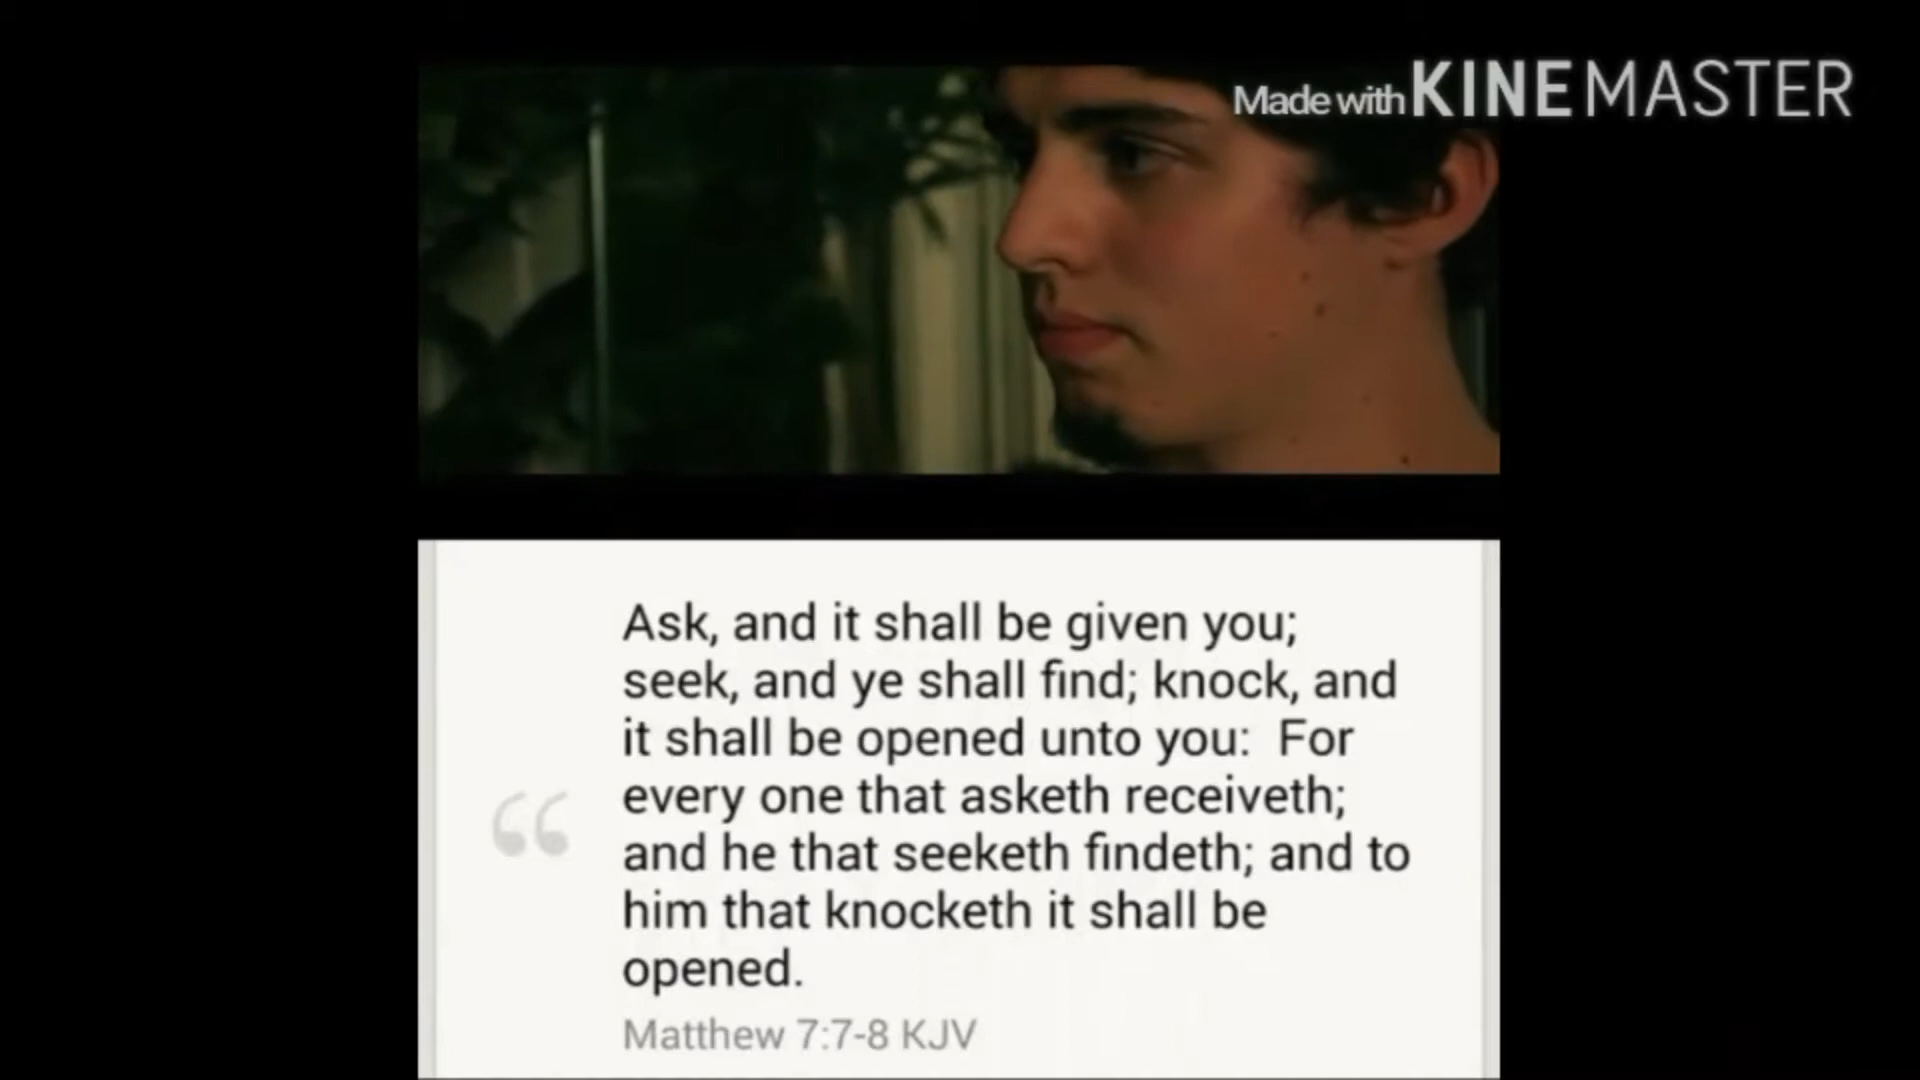 Made with KINEMASTER
Ask, and it shall be given you;
seek, and ye shall find; knock, and
it shall be opened unto you:  For
every one that asketh receiveth;
and he that seeketh findeth; and to
him that knocketh it shall be
opened.
Matthew 7:7-8 KJV